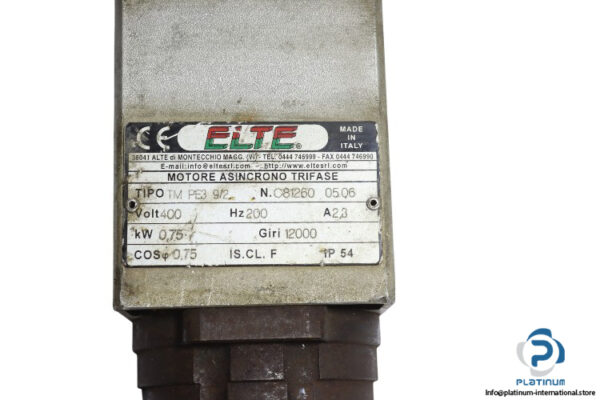 CE ELTE® MADE IN ITALY
36041 ALTE di MONTECCHIO MAGG. (VI) - TEL. 0444 746999 - FAX 0444 746990
E-mail:info@eltesrl.com - http://www.eltesrl.com
MOTORE ASINCRONO TRIFASE
TIPO TM PE3 9/2 N. C81260 05.06
Volt 400 Hz 200 A 2,3
kW 0,75 Giri 12000
COSφ 0,75 IS.CL. F IP 54
PLATINUM
info@platinum-international.store